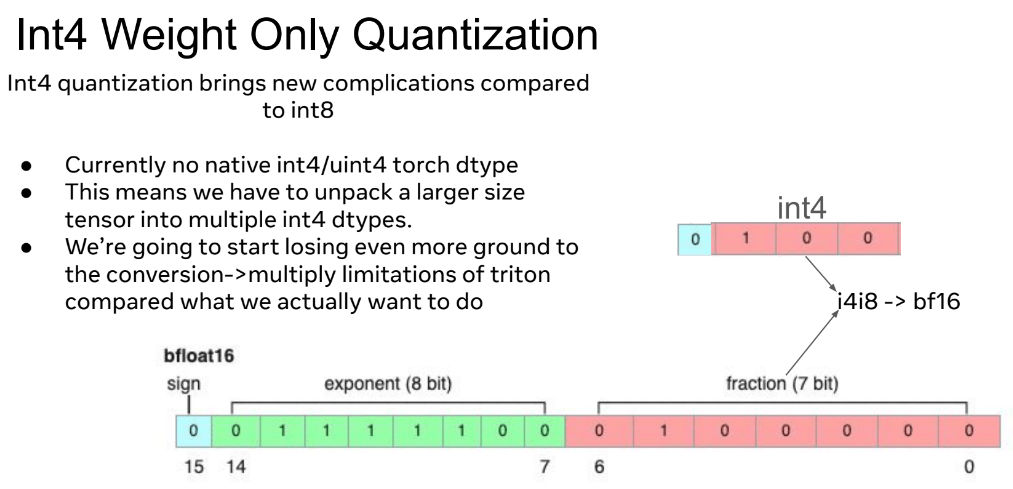 Int4 Weight Only Quantization
Int4 quantization brings new complications compared
to int8
● Currently no native int4/uint4 torch dtype
● This means we have to unpack a larger size
tensor into multiple int4 dtypes.
● We’re going to start losing even more ground to
the conversion->multiply limitations of triton
compared what we actually want to do
int4
0 1 0 0
i4i8 -> bf16
bfloat16
sign exponent (8 bit) fraction (7 bit)
0 0 1 1 1 1 1 0 0 0 1 0 0 0 0 0
15 14 7 6 0